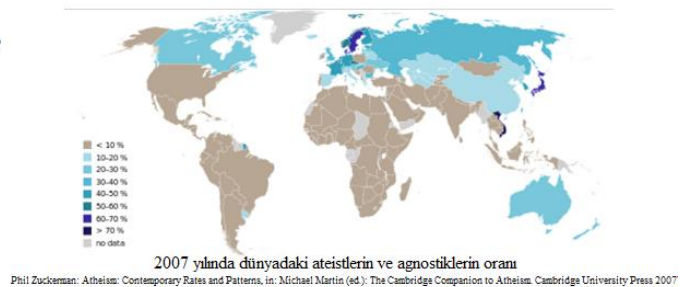 < 10 %
10-20 %
20-30 %
30-40 %
40-50 %
50-60 %
60-70 %
> 70 %
no data
2007 yılında dünyadaki ateistlerin ve agnostiklerin oranı
Phil Zuckerman: Atheism: Contemporary Rates and Patterns, in: Michael Martin (ed.): The Cambridge Companion to Atheism. Cambridge University Press 2007